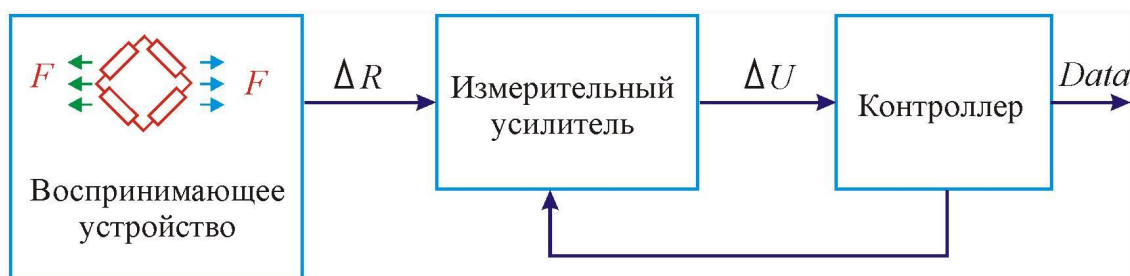 F
F
Воспринимающее
устройство
ΔR
Измерительный
усилитель
ΔU
Контроллер
Data